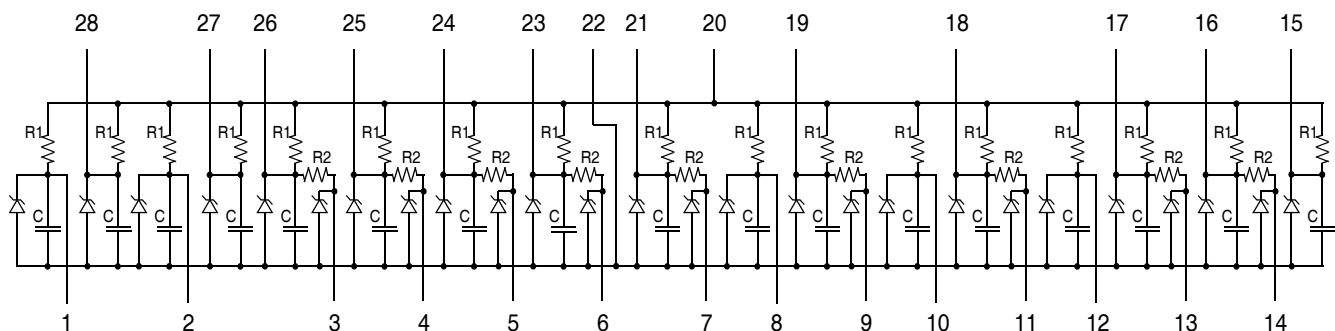 28 27 26 25 24 23 22 21 20 19 18 17 16 15
R1 R1 R1 R1 R1 R1 R1 R1 R1 R1 R1 R1 R1 R1 R1 R1 R1
R2 R2 R2 R2 R2 R2 R2 R2 R2
C C C C C C C C C C C C C C C C C
1 2 3 4 5 6 7 8 9 10 11 12 13 14